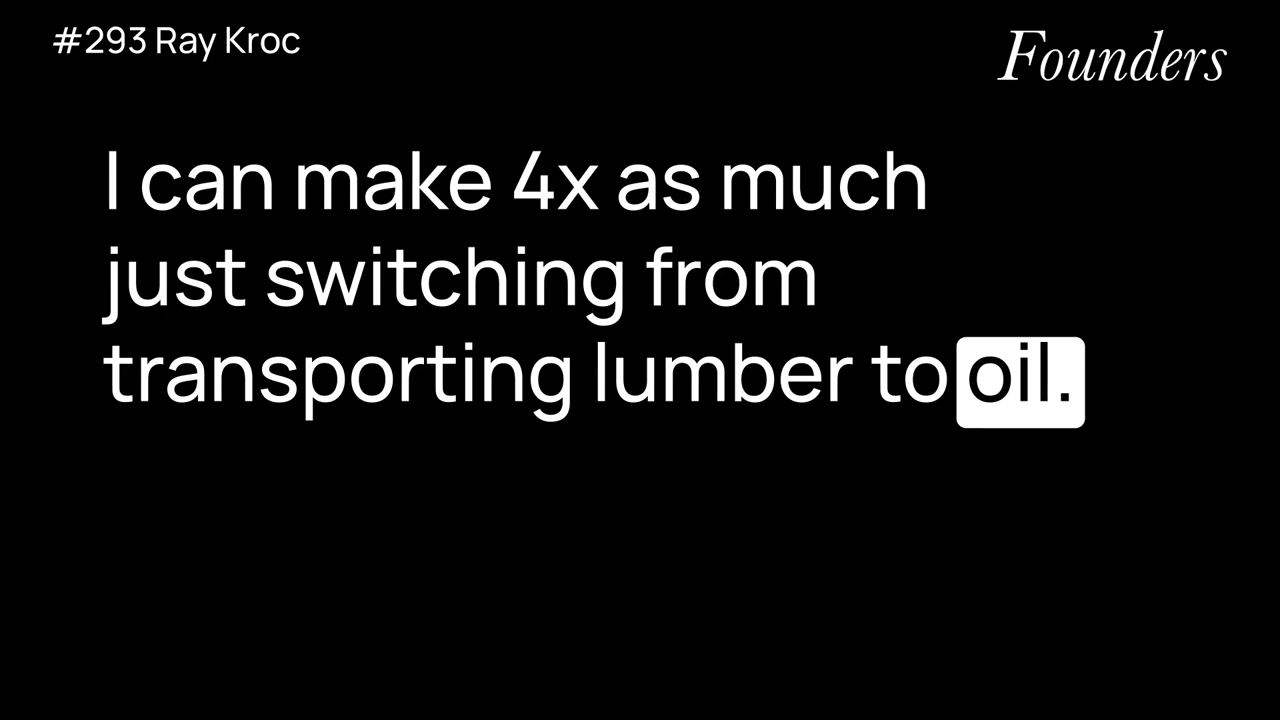 #293 Ray Kroc
Founders
I can make 4x as much
just switching from
transporting lumber to oil.